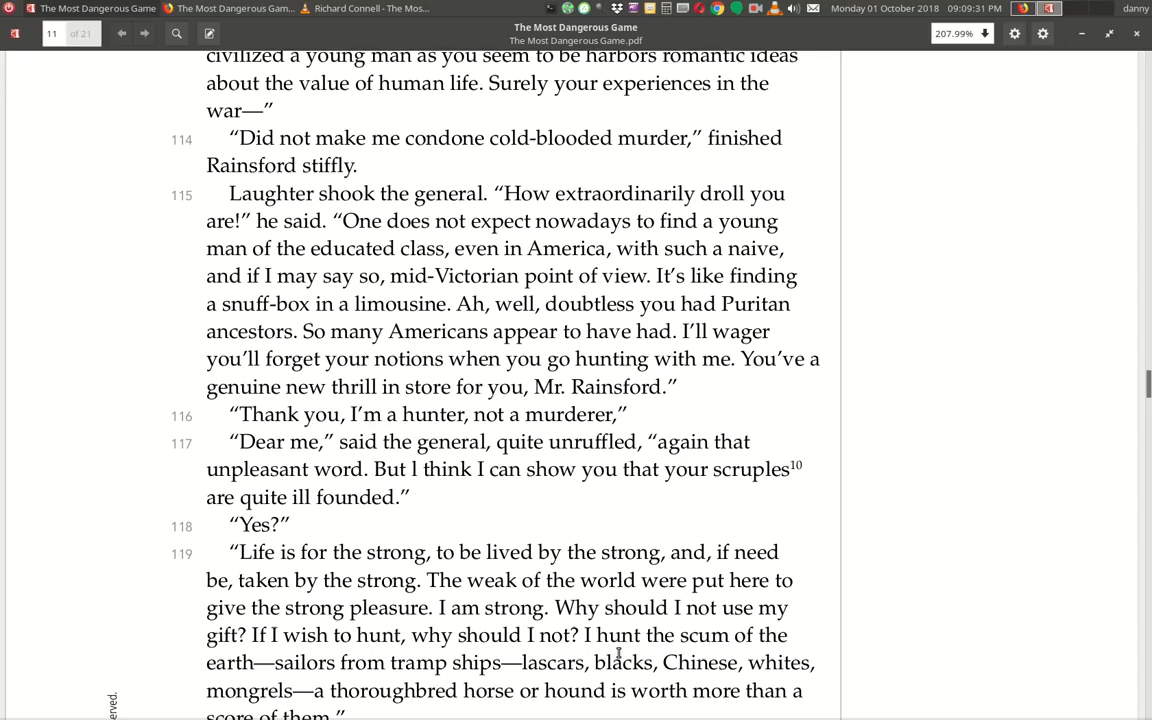 The Most Dangerous Game
The Most Dangerous Gam...
Richard Connell - The Mos...
Monday 01 October 2018
09:09:31 PM
danny
11
of 21
The Most Dangerous Game
The Most Dangerous Game.pdf
207.99%
civilized a young man as you seem to be harbors romantic ideas
about the value of human life. Surely your experiences in the
war—”
114 “Did not make me condone cold-blooded murder,” finished
Rainsford stiffly.
115 Laughter shook the general. “How extraordinarily droll you
are!” he said. “One does not expect nowadays to find a young
man of the educated class, even in America, with such a naive,
and if I may say so, mid-Victorian point of view. It’s like finding
a snuff-box in a limousine. Ah, well, doubtless you had Puritan
ancestors. So many Americans appear to have had. I’ll wager
you’ll forget your notions when you go hunting with me. You’ve a
genuine new thrill in store for you, Mr. Rainsford.”
116 “Thank you, I’m a hunter, not a murderer,”
117 “Dear me,” said the general, quite unruffled, “again that
unpleasant word. But l think I can show you that your scruples10
are quite ill founded.”
118 “Yes?”
119 “Life is for the strong, to be lived by the strong, and, if need
be, taken by the strong. The weak of the world were put here to
give the strong pleasure. I am strong. Why should I not use my
gift? If I wish to hunt, why should I not? I hunt the scum of the
earth—sailors from tramp ships—lascars, blacks, Chinese, whites,
mongrels—a thoroughbred horse or hound is worth more than a
score of them.”
erved.